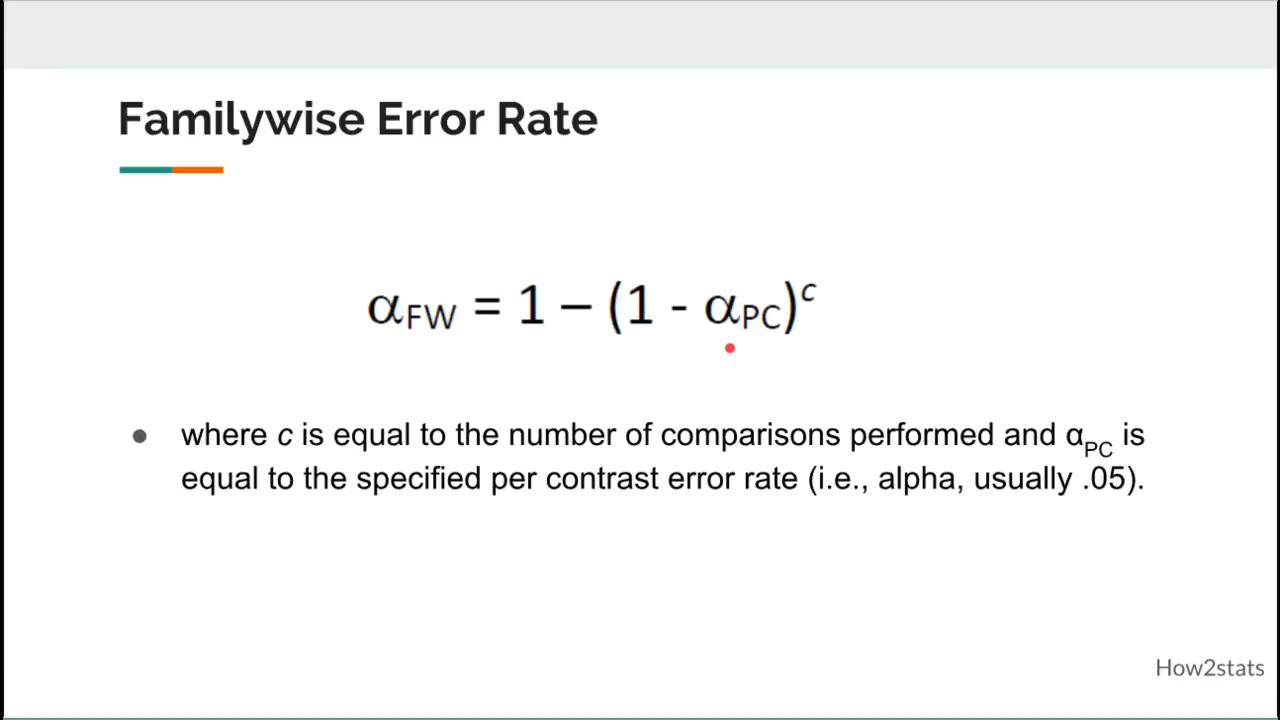 Familywise Error Rate
αFW = 1 – (1 - αPC)^c
● where c is equal to the number of comparisons performed and αPC is
equal to the specified per contrast error rate (i.e., alpha, usually .05).
How2stats